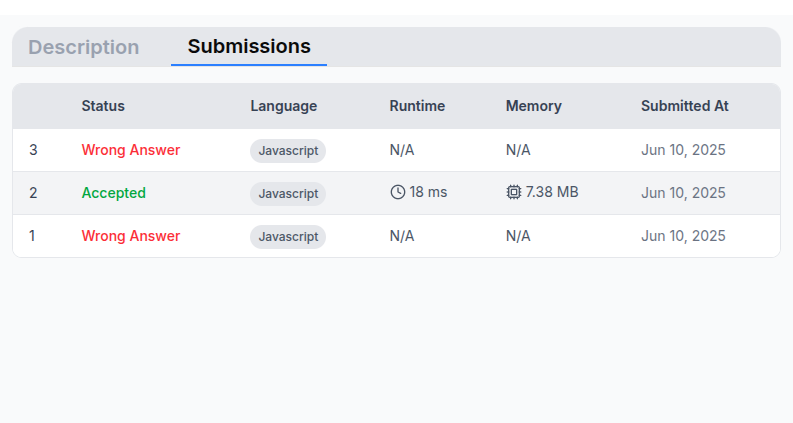 Description Submissions
Status Language Runtime Memory Submitted At
3 Wrong Answer Javascript N/A N/A Jun 10, 2025
2 Accepted Javascript 18 ms 7.38 MB Jun 10, 2025
1 Wrong Answer Javascript N/A N/A Jun 10, 2025